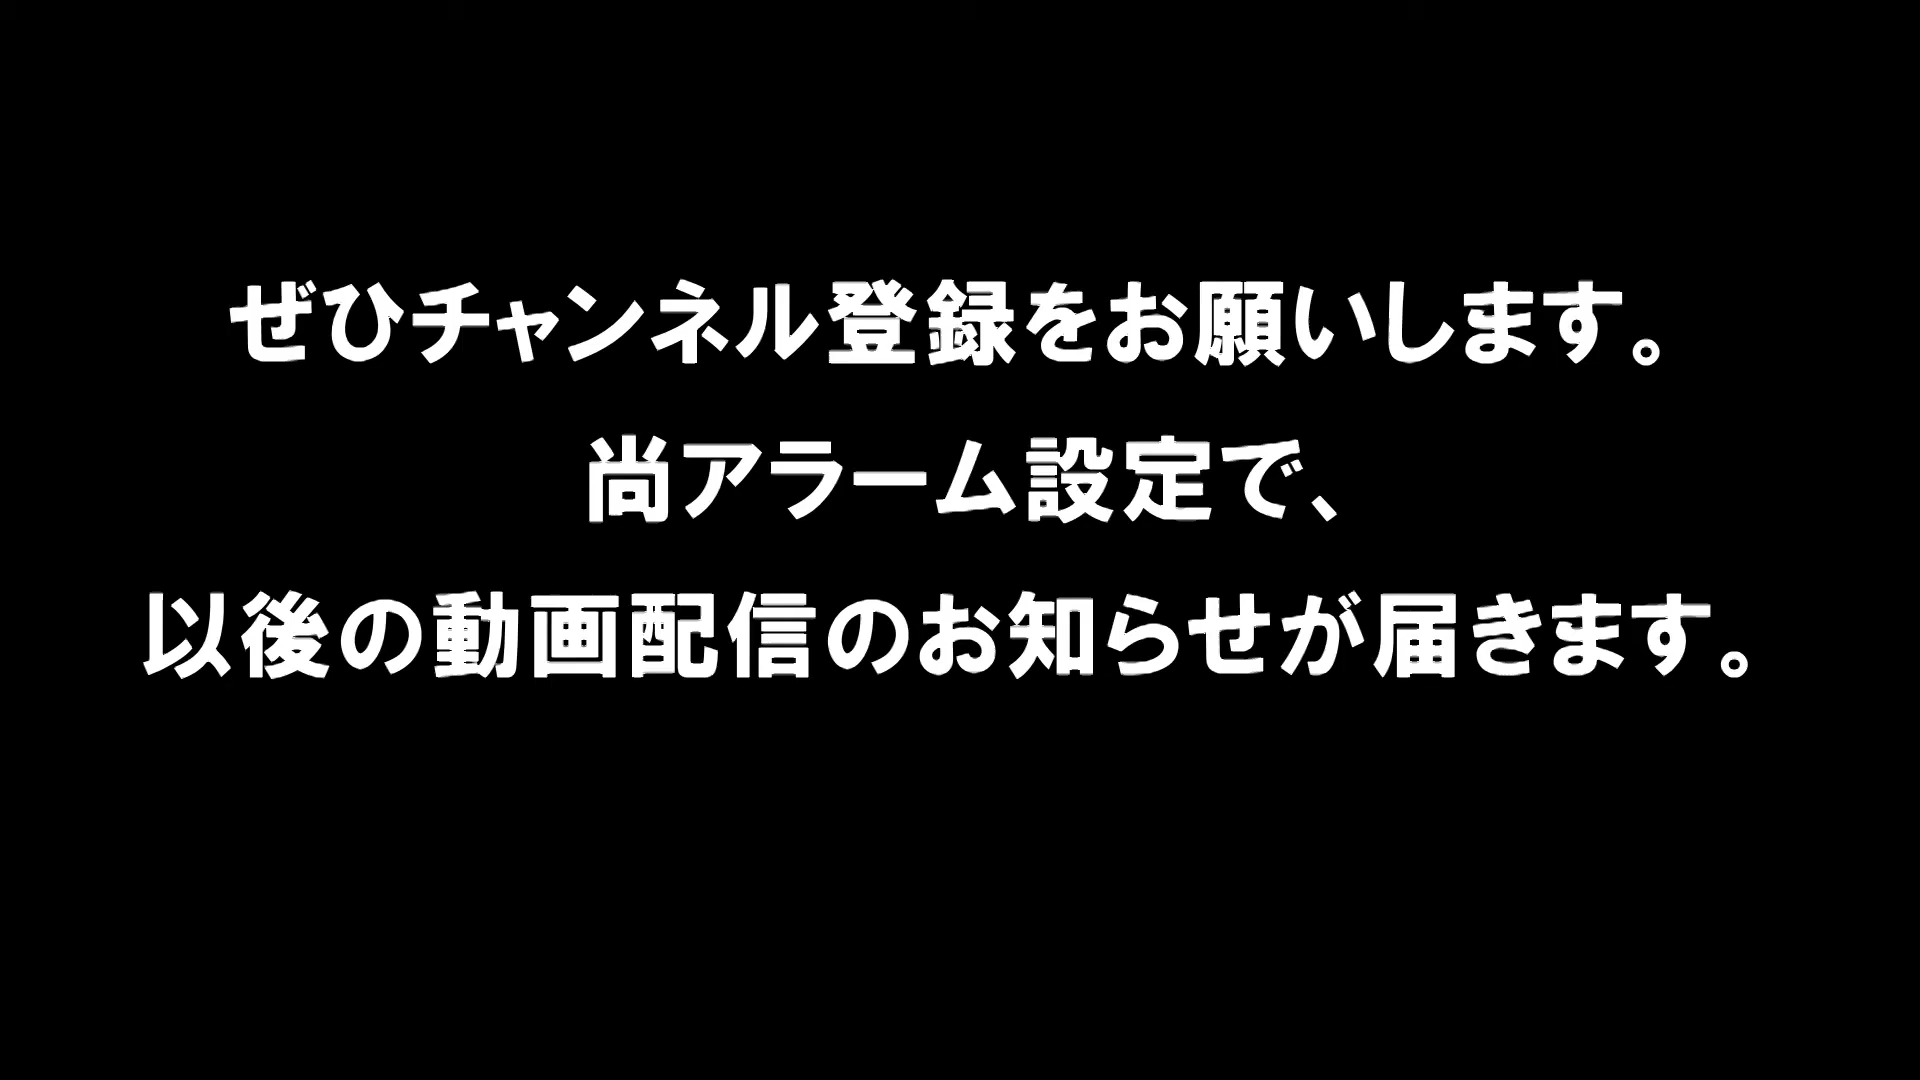 ぜひチャンネル登録をお願いします。
尚アラーム設定で、
以後の動画配信のお知らせが届きます。